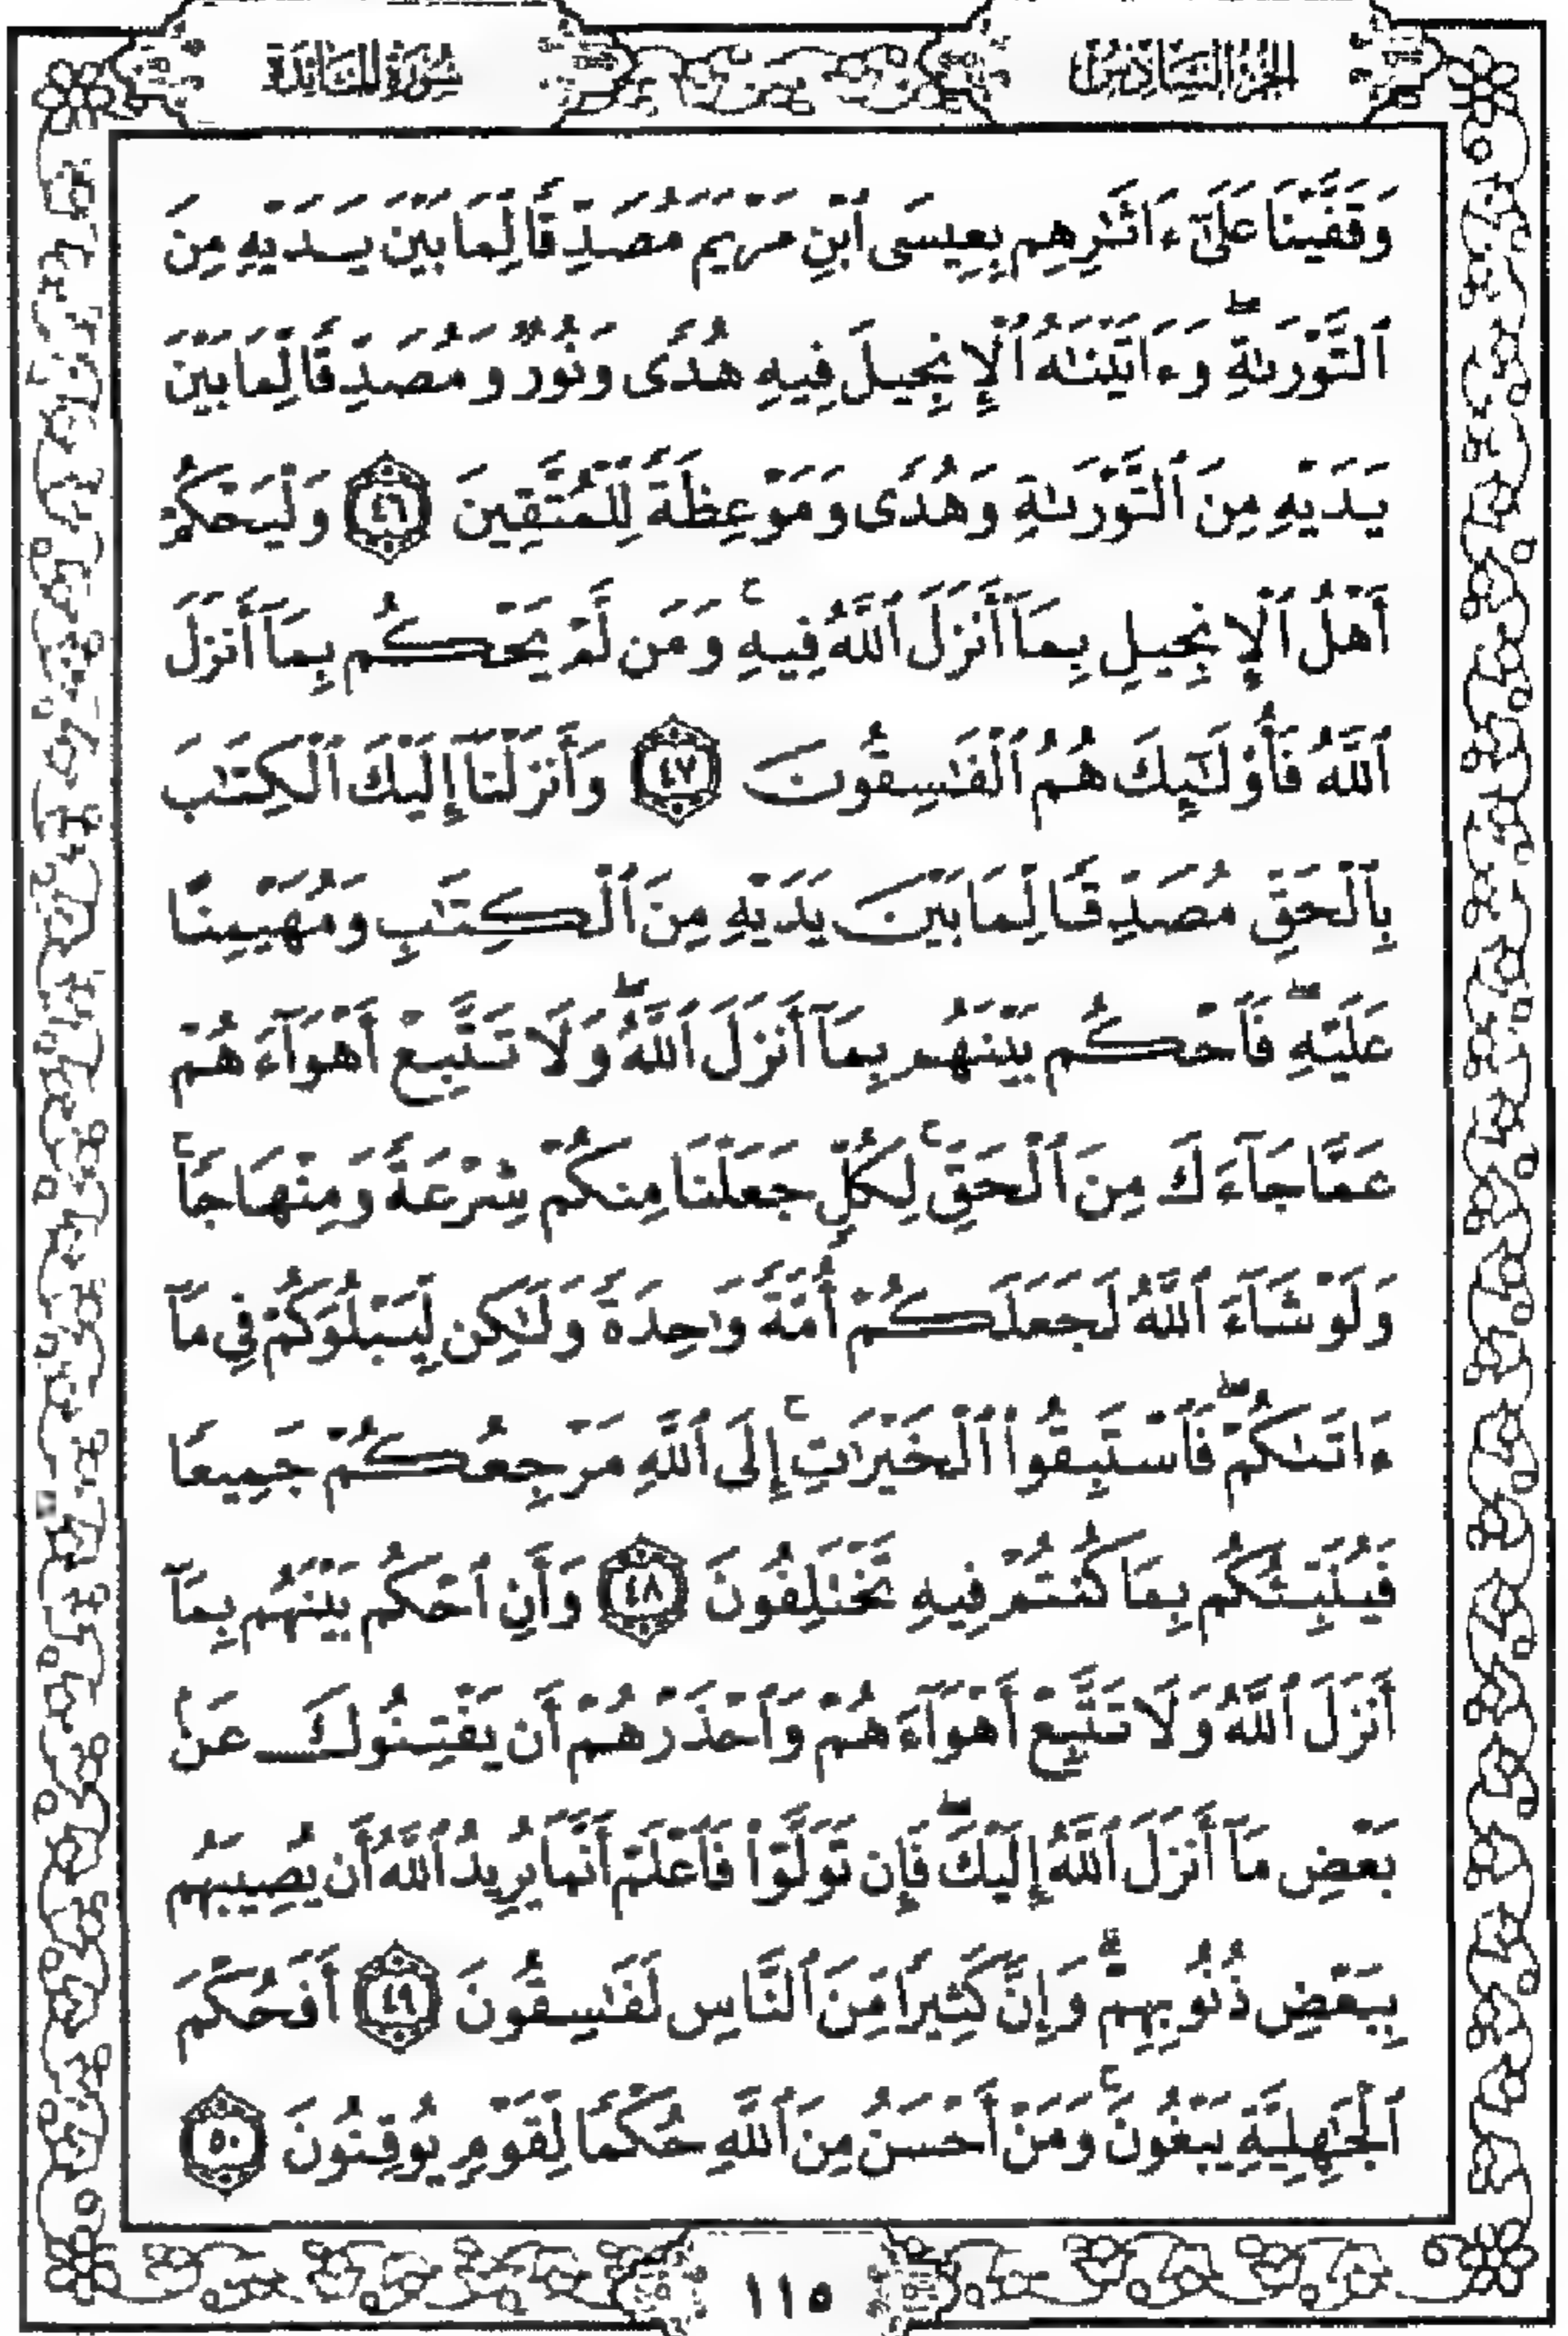 الجزء السادس
سورة المائدة
وَقَفَّيْنَا عَلَىٰٓ ءَاثَٰرِهِم بِعِيسَى ٱبْنِ مَرْيَمَ مُصَدِّقًا لِّمَا بَيْنَ يَدَيْهِ مِنَ
ٱلتَّوْرَىٰةِ ۖ وَءَاتَيْنَٰهُ ٱلْإِنجِيلَ فِيهِ هُدًى وَنُورٌ وَمُصَدِّقًا لِّمَا بَيْنَ
يَدَيْهِ مِنَ ٱلتَّوْرَىٰةِ وَهُدًى وَمَوْعِظَةً لِّلْمُتَّقِينَ ٤٦ وَلْيَحْكُمْ
أَهْلُ ٱلْإِنجِيلِ بِمَآ أَنزَلَ ٱللَّهُ فِيهِ ۚ وَمَن لَّمْ يَحْكُم بِمَآ أَنزَلَ
ٱللَّهُ فَأُو۟لَٰٓئِكَ هُمُ ٱلْفَٰسِقُونَ ٤٧ وَأَنزَلْنَآ إِلَيْكَ ٱلْكِتَٰبَ
بِٱلْحَقِّ مُصَدِّقًا لِّمَا بَيْنَ يَدَيْهِ مِنَ ٱلْكِتَٰبِ وَمُهَيْمِنًا
عَلَيْهِ ۖ فَٱحْكُم بَيْنَهُم بِمَآ أَنزَلَ ٱللَّهُ ۖ وَلَا تَتَّبِعْ أَهْوَآءَهُمْ
عَمَّا جَآءَكَ مِنَ ٱلْحَقِّ ۚ لِكُلٍّ جَعَلْنَا مِنكُمْ شِرْعَةً وَمِنْهَاجًا ۚ
وَلَوْ شَآءَ ٱللَّهُ لَجَعَلَكُمْ أُمَّةً وَٰحِدَةً وَلَٰكِن لِّيَبْلُوَكُمْ فِى مَآ
ءَاتَىٰكُمْ ۖ فَٱسْتَبِقُوا۟ ٱلْخَيْرَٰتِ ۚ إِلَى ٱللَّهِ مَرْجِعُكُمْ جَمِيعًا
فَيُنَبِّئُكُم بِمَا كُنتُمْ فِيهِ تَخْتَلِفُونَ ٤٨ وَأَنِ ٱحْكُم بَيْنَهُم بِمَآ
أَنزَلَ ٱللَّهُ وَلَا تَتَّبِعْ أَهْوَآءَهُمْ وَٱحْذَرْهُمْ أَن يَفْتِنُوكَ عَنۢ
بَعْضِ مَآ أَنزَلَ ٱللَّهُ إِلَيْكَ ۖ فَإِن تَوَلَّوْا۟ فَٱعْلَمْ أَنَّمَا يُرِيدُ ٱللَّهُ أَن يُصِيبَهُم
بِبَعْضِ ذُنُوبِهِمْ ۗ وَإِنَّ كَثِيرًا مِّنَ ٱلنَّاسِ لَفَٰسِقُونَ ٤٩ أَفَحُكْمَ
ٱلْجَٰهِلِيَّةِ يَبْغُونَ ۚ وَمَنْ أَحْسَنُ مِنَ ٱللَّهِ حُكْمًا لِّقَوْمٍ يُوقِنُونَ ٥٠
١١٥